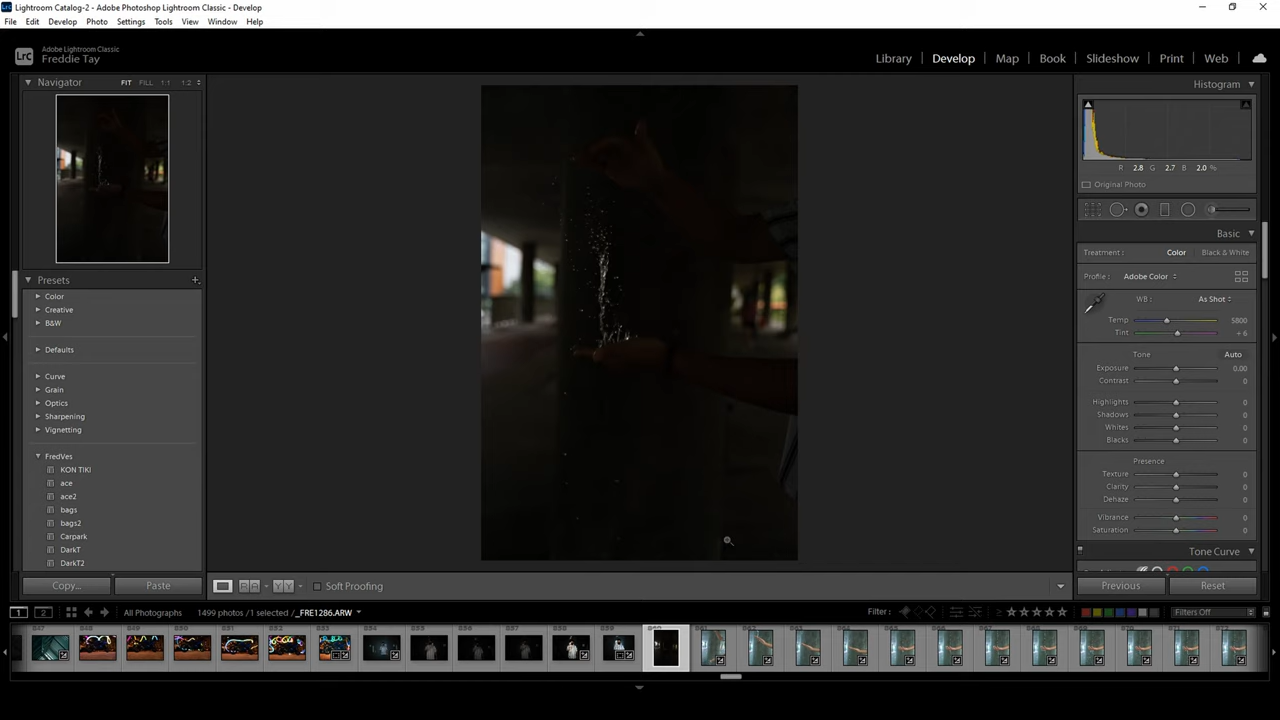 Lightroom Catalog-2 - Adobe Photoshop Lightroom Classic - Develop
File Edit Develop Photo Settings Tools View Window Help
LrC Adobe Lightroom Classic
Freddie Tay
Library Develop Map Book Slideshow Print Web
Navigator FIT FILL 1:1 1:2
Histogram
R 2.8 G 2.7 B 2.0 %
Original Photo
Basic
Treatment : Color Black & White
Profile : Adobe Color
WB : As Shot
Temp 5800
Tint + 6
Tone Auto
Exposure 0.00
Contrast 0
Highlights 0
Shadows 0
Whites 0
Blacks 0
Presence
Texture 0
Clarity 0
Dehaze 0
Vibrance 0
Saturation 0
Tone Curve
Previous Reset
Presets
Color
Creative
B&W
Defaults
Curve
Grain
Optics
Sharpening
Vignetting
FredVes
KON TIKI
ace
ace2
bags
bags2
Carpark
DarkT
DarkT2
Copy... Paste
Soft Proofing
1 2 All Photographs 1499 photos / 1 selected / _FRE1286.ARW Filter : Filters Off